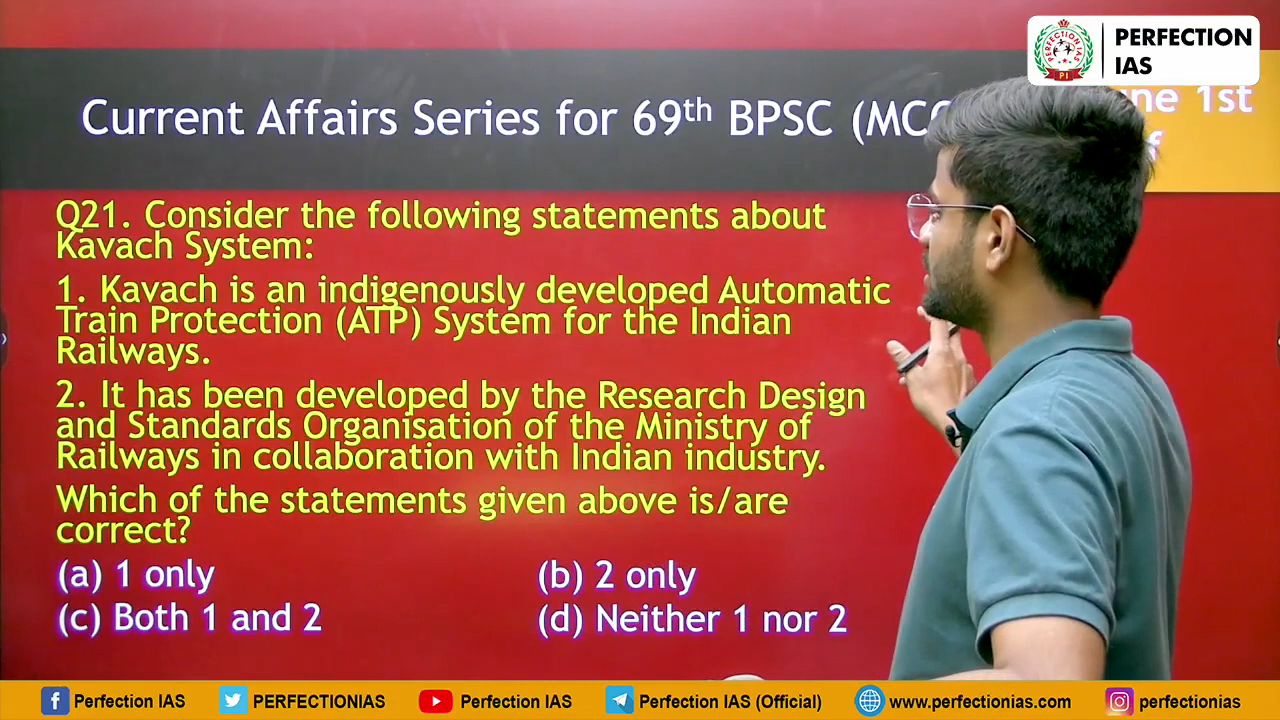 PERFECTION
IAS
PERFECTION IAS
PI
Current Affairs Series for 69th BPSC
1st
Q21. Consider the following statements about
Kavach System:
1. Kavach is an indigenously developed Automatic
Train Protection (ATP) System for the Indian
Railways.
2. It has been developed by the Research Design
and Standards Organisation of the Ministry of
Railways in collaboration with Indian industry.
Which of the statements given above is/are
correct?
(a) 1 only
(b) 2 only
(c) Both 1 and 2
(d) Neither 1 nor 2
Perfection IAS
PERFECTIONIAS
Perfection IAS
Perfection IAS (Official)
www.perfectionias.com
perfectionias